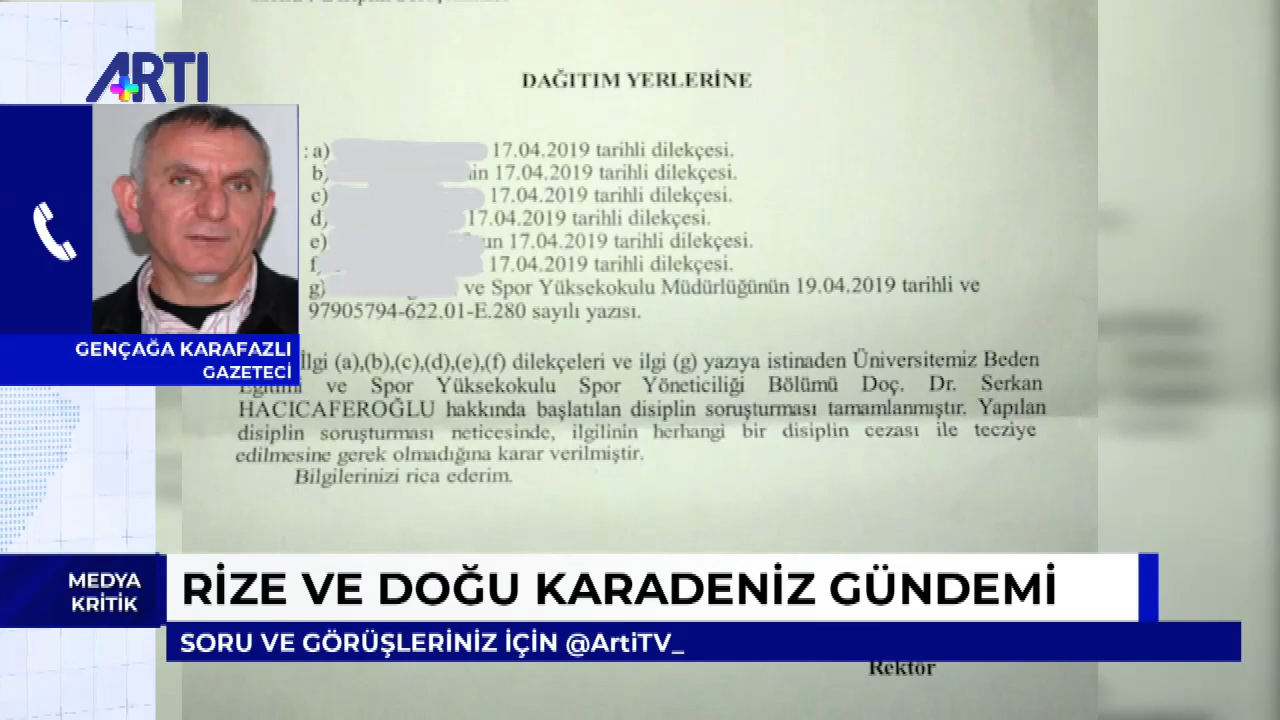 ARTI
DAĞITIM YERLERİNE
: a) 17.04.2019 tarihli dilekçesi.
b) 17.04.2019 tarihli dilekçesi.
c) 17.04.2019 tarihli dilekçesi.
d) 17.04.2019 tarihli dilekçesi.
e) 17.04.2019 tarihli dilekçesi.
f) 17.04.2019 tarihli dilekçesi.
g) ve Spor Yüksekokulu Müdürlüğünün 19.04.2019 tarihli ve
97905794-622.01-E.280 sayılı yazısı.
GENÇAĞA KARAFAZLI
GAZETECİ
İlgi (a),(b),(c),(d),(e),(f) dilekçeleri ve ilgi (g) yazıya istinaden Üniversitemiz Beden
Eğitimi ve Spor Yüksekokulu Spor Yöneticiliği Bölümü Doç. Dr. Serkan
HACICAFEROĞLU hakkında başlatılan disiplin soruşturması tamamlanmıştır. Yapılan
disiplin soruşturması neticesinde, ilgilinin herhangi bir disiplin cezası ile tecziye
edilmesine gerek olmadığına karar verilmiştir.
Bilgilerinizi rica ederim.
MEDYA
KRİTİK
RİZE VE DOĞU KARADENİZ GÜNDEMİ
SORU VE GÖRÜŞLERİNİZ İÇİN @ArtiTV_
Rektör